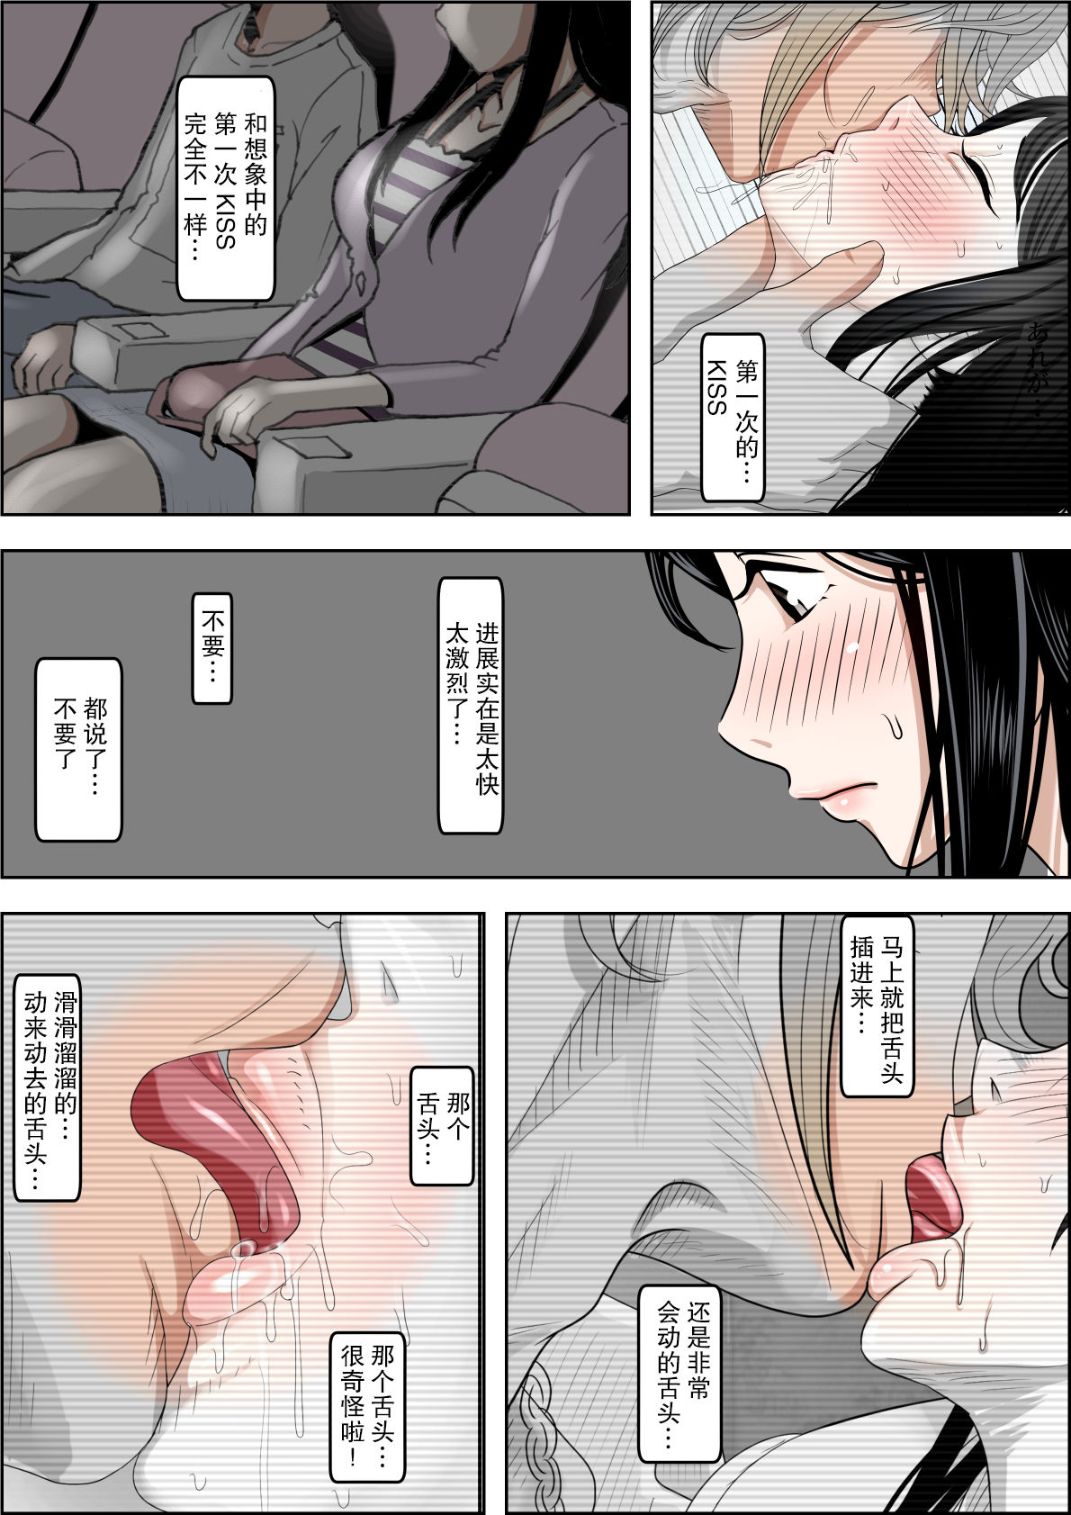 あれが…
第一次的…
KISS
和想象中的
第一次 KISS
完全不一样…
进展实在是太快
太激烈了…
不要…
都说了…
不要了
马上就把舌头
插进来…
还是非常
会动的舌头…
那个
舌头…
那个舌头…
很奇怪啦！
滑滑溜溜的…
动来动去的舌头…